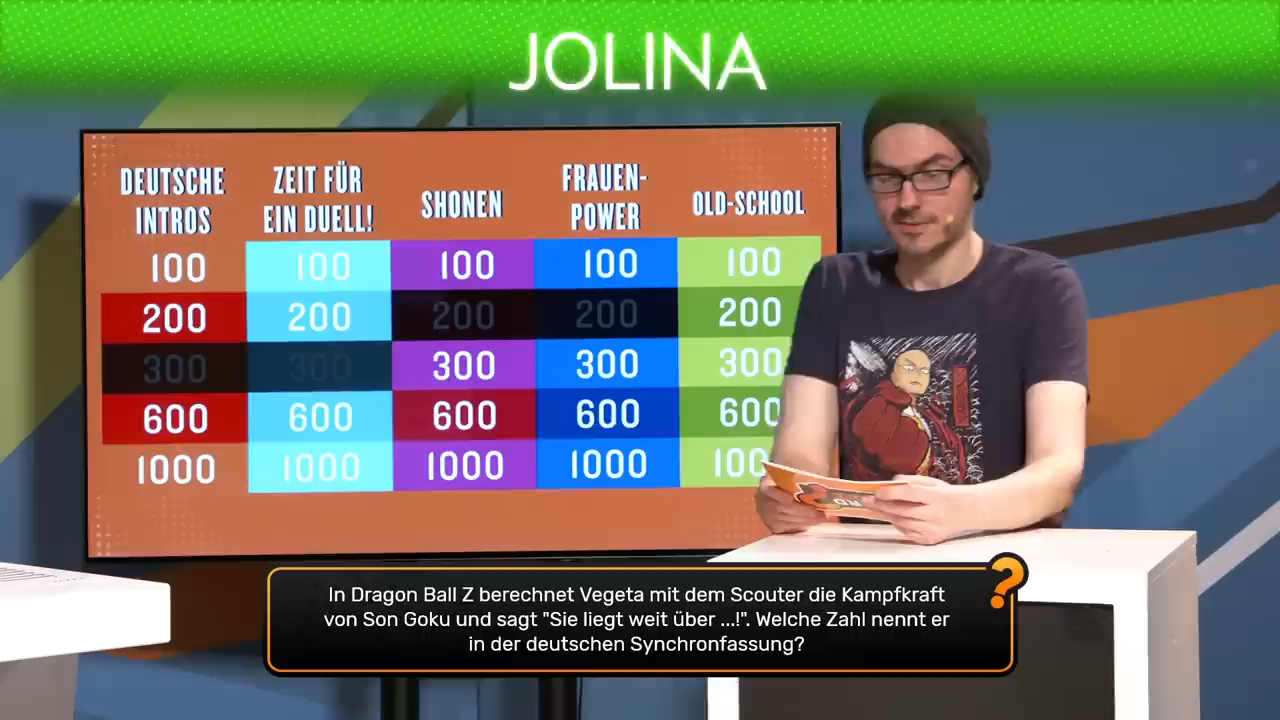 JOLINA
DEUTSCHE INTROS
ZEIT FÜR EIN DUELL!
SHONEN
FRAUEN-POWER
OLD-SCHOOL
100 100 100 100 100
200 200 200 200 200
300 300 300 300 300
600 600 600 600 600
1000 1000 1000 1000 100
In Dragon Ball Z berechnet Vegeta mit dem Scouter die Kampfkraft
von Son Goku und sagt "Sie liegt weit über ...!". Welche Zahl nennt er
in der deutschen Synchronfassung?
?